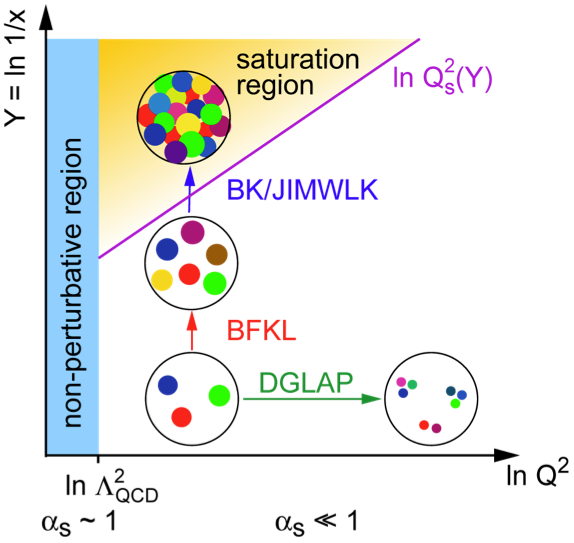 Y = ln 1/x
saturation
region
ln Q²ₛ(Y)
non-perturbative region
BK/JIMWLK
BFKL
DGLAP
ln Λ²QCD
ln Q²
αₛ ~ 1
αₛ ≪ 1